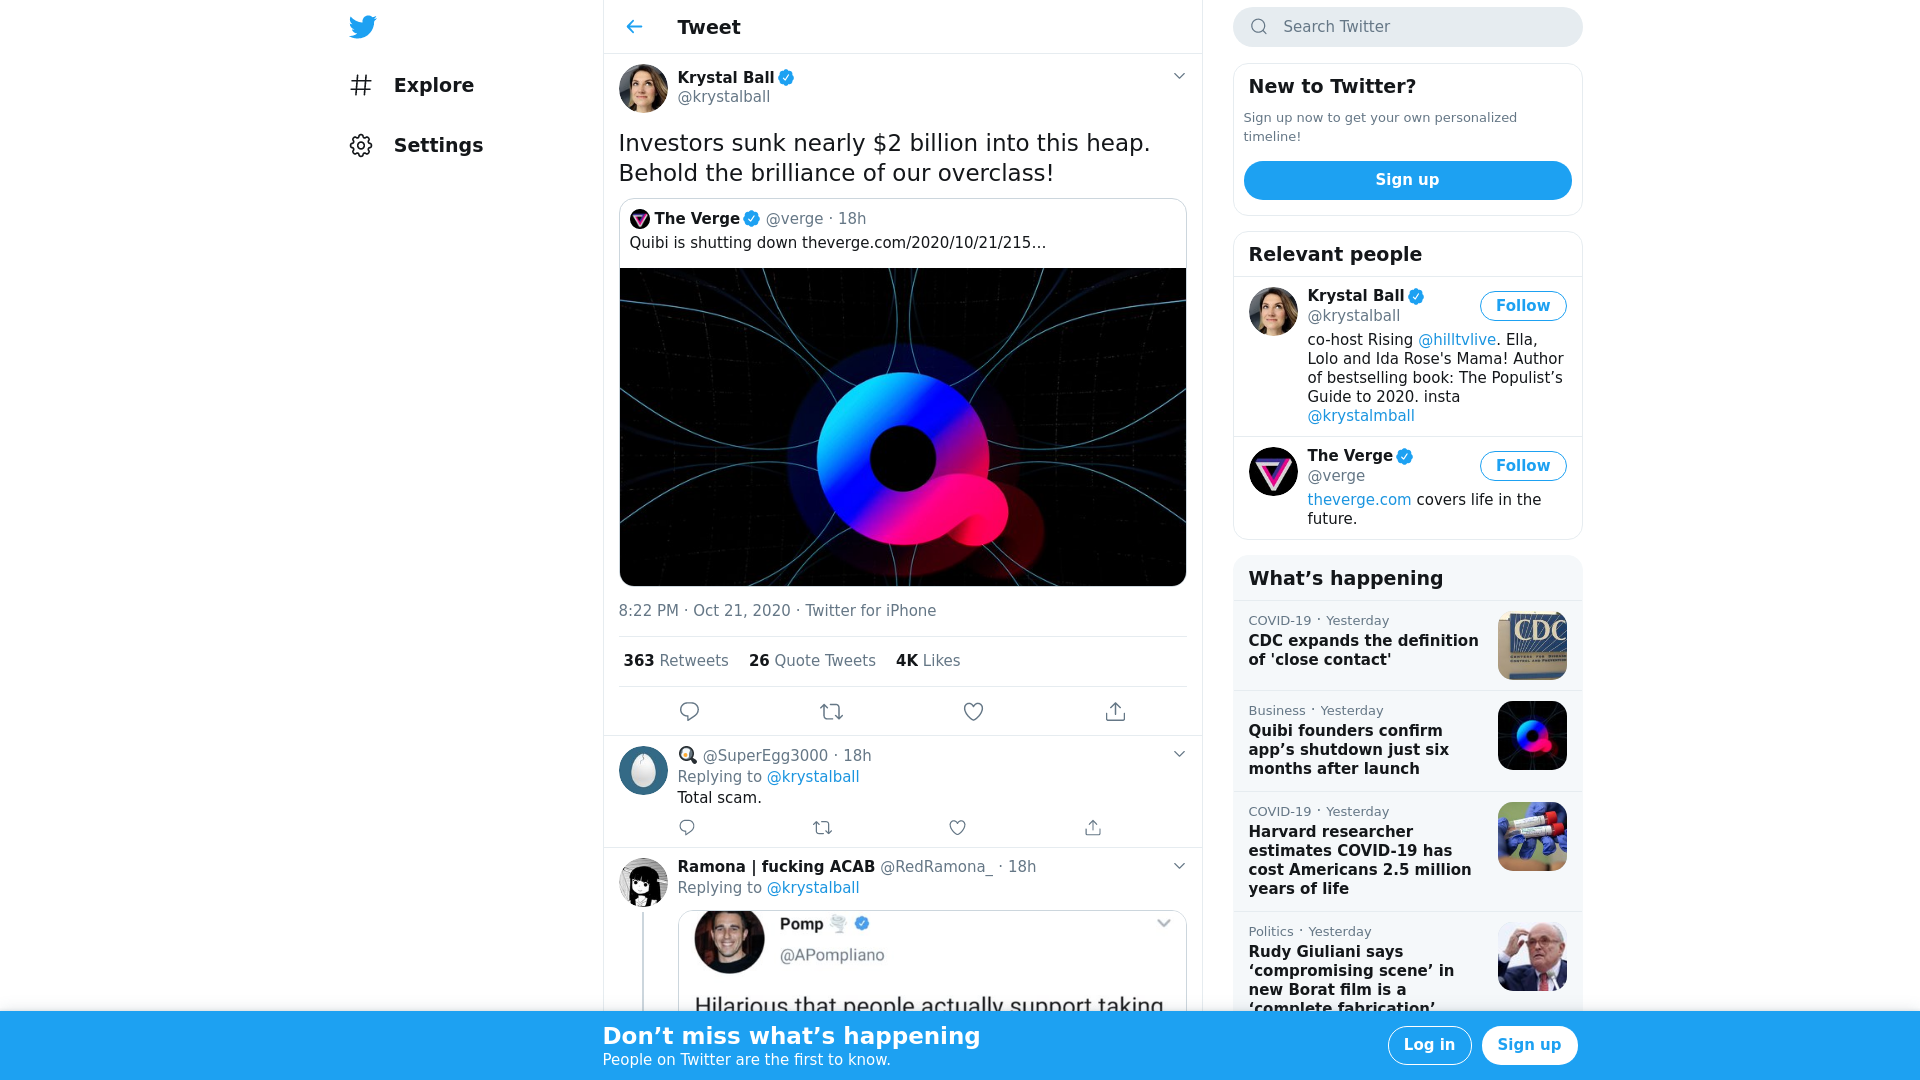 Explore
Settings
Tweet
Krystal Ball
@krystalball
Investors sunk nearly $2 billion into this heap.
Behold the brilliance of our overclass!
The Verge @verge · 18h
Quibi is shutting down theverge.com/2020/10/21/215…
8:22 PM · Oct 21, 2020 · Twitter for iPhone
363 Retweets 26 Quote Tweets 4K Likes
@SuperEgg3000 · 18h
Replying to @krystalball
Total scam.
Ramona | fucking ACAB @RedRamona_ · 18h
Replying to @krystalball
Pomp
@APompliano
Hilarious that people actually support taking
Search Twitter
New to Twitter?
Sign up now to get your own personalized
timeline!
Sign up
Relevant people
Krystal Ball
@krystalball
Follow
co-host Rising @hilltvlive. Ella,
Lolo and Ida Rose's Mama! Author
of bestselling book: The Populist’s
Guide to 2020. insta
@krystalmball
The Verge
@verge
Follow
theverge.com covers life in the
future.
What’s happening
COVID-19 · Yesterday
CDC expands the definition
of 'close contact'
CDC
Business · Yesterday
Quibi founders confirm
app’s shutdown just six
months after launch
COVID-19 · Yesterday
Harvard researcher
estimates COVID-19 has
cost Americans 2.5 million
years of life
Politics · Yesterday
Rudy Giuliani says
‘compromising scene’ in
new Borat film is a
‘complete fabrication’
Don’t miss what’s happening
People on Twitter are the first to know.
Log in
Sign up